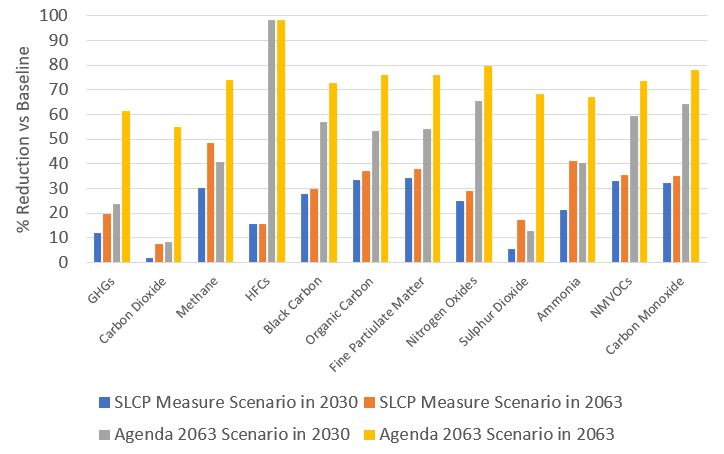 % Reduction vs Baseline
100
90
80
70
60
50
40
30
20
10
0
GHGs
Carbon Dioxide
Methane
HFCs
Black Carbon
Organic Carbon
Fine Partiulate Matter
Nitrogen Oxides
Sulphur Dioxide
Ammonia
NMVOCs
Carbon Monoxide
SLCP Measure Scenario in 2030 SLCP Measure Scenario in 2063
Agenda 2063 Scenario in 2030 Agenda 2063 Scenario in 2063